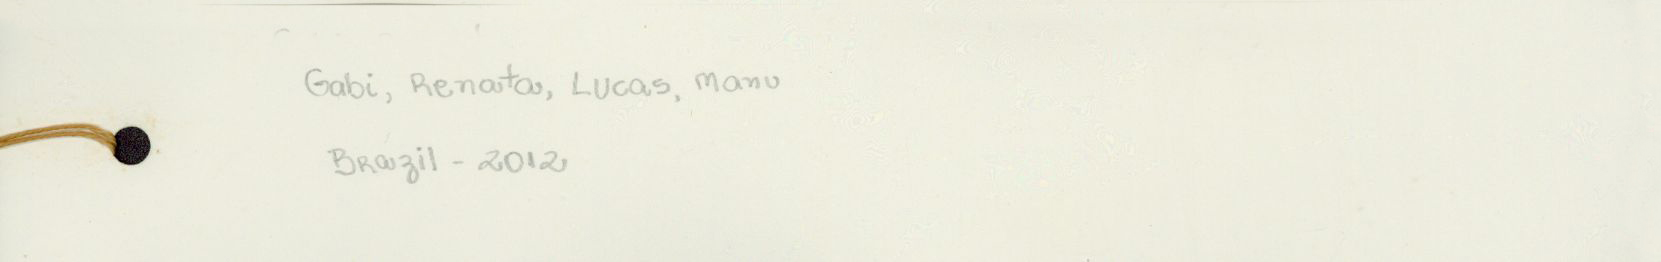 Gabi, Renata, Lucas, Manu
Brazil - 2012